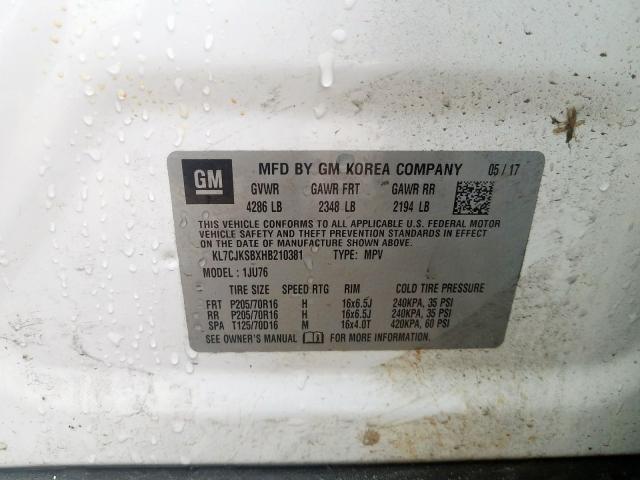 GM MFD BY GM KOREA COMPANY 05 / 17
GVWR GAWR FRT GAWR RR
4286 LB 2348 LB 2194 LB
THIS VEHICLE CONFORMS TO ALL APPLICABLE U.S. FEDERAL MOTOR
VEHICLE SAFETY AND THEFT PREVENTION STANDARDS IN EFFECT ON
THE DATE OF MANUFACTURE SHOWN ABOVE.
KL7CJKSBXHB210381 TYPE: MPV
MODEL : 1JU76
TIRE SIZE SPEED RTG RIM COLD TIRE PRESSURE
FRT P205/70R16 H 16x6.5J 240KPA, 35 PSI
RR P205/70R16 H 16x6.5J 240KPA, 35 PSI
SPA T125/70D16 M 16x4.0T 420KPA, 60 PSI
SEE OWNER'S MANUAL FOR MORE INFORMATION.